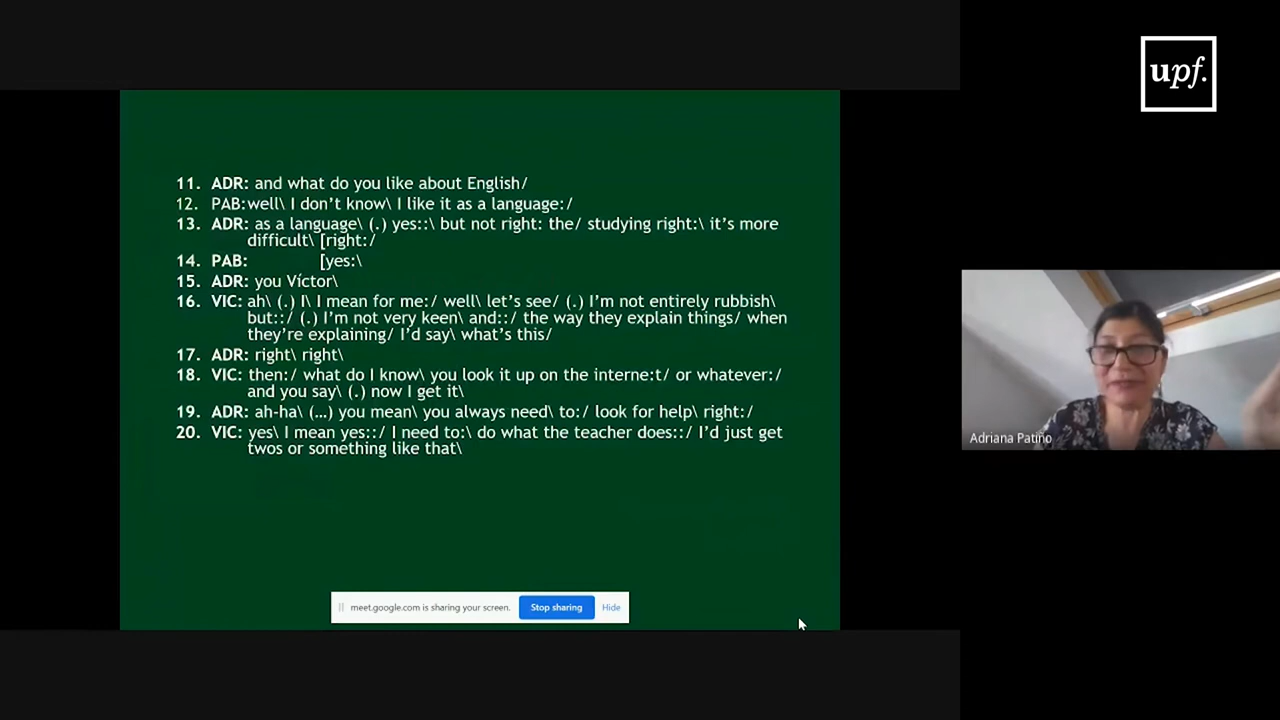 upf.
11. ADR: and what do you like about English/
12. PAB:well\ I don't know\ I like it as a language:/
13. ADR: as a language\ (.) yes::\ but not right: the/ studying right:\ it's more
difficult\ [right:/
14. PAB: [yes:\
15. ADR: you Víctor\
16. VIC: ah\ (.) I\ I mean for me:/ well\ let's see/ (.) I'm not entirely rubbish\
but::/ (.) I'm not very keen\ and::/ the way they explain things/ when
they're explaining/ I'd say\ what's this/
17. ADR: right\ right\
18. VIC: then:/ what do I know\ you look it up on the interne:t/ or whatever:/
and you say\ (.) now I get it\
19. ADR: ah-ha\ (…) you mean\ you always need\ to:/ look for help\ right:/
20. VIC: yes\ I mean yes::/ I need to:\ do what the teacher does::/ I'd just get
twos or something like that\
Adriana Patiño
meet.google.com is sharing your screen. Stop sharing Hide